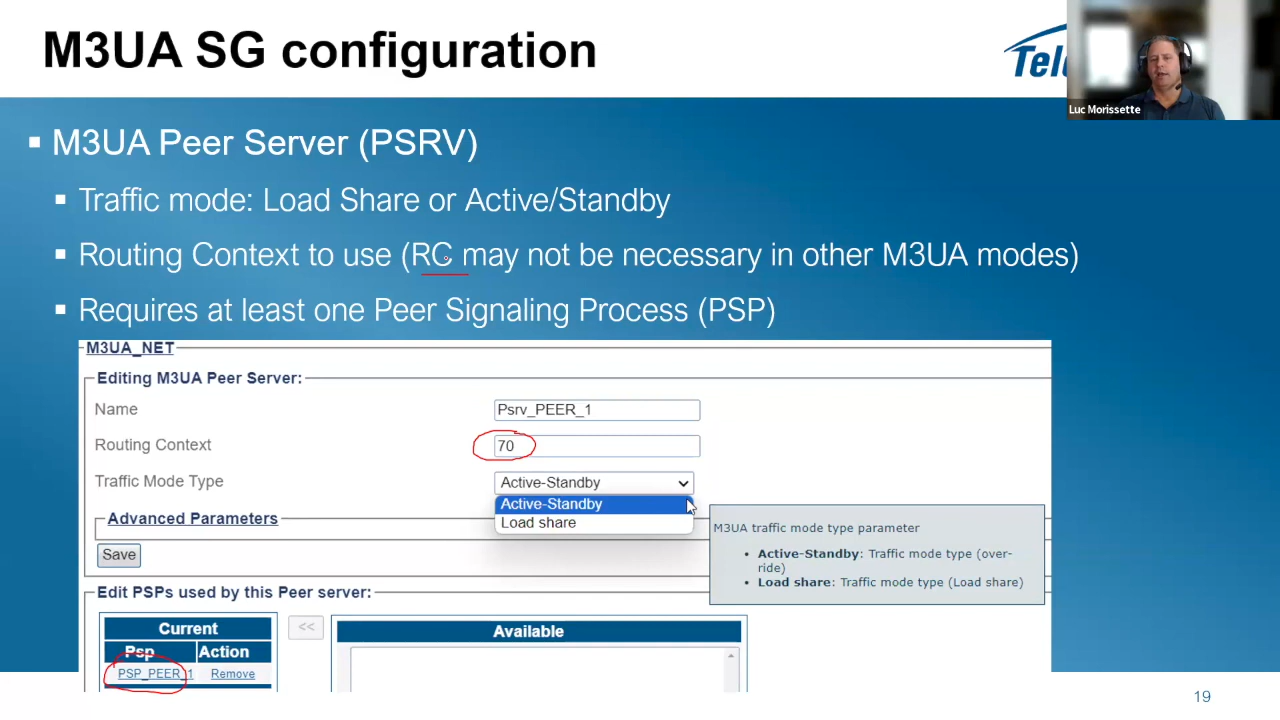 M3UA SG configuration
Luc Morissette
M3UA Peer Server (PSRV)
Traffic mode: Load Share or Active/Standby
Routing Context to use (RC may not be necessary in other M3UA modes)
Requires at least one Peer Signaling Process (PSP)
M3UA_NET
Editing M3UA Peer Server:
Name
Psrv_PEER_1
Routing Context
70
Traffic Mode Type
Active-Standby
Active-Standby
Load share
Advanced Parameters
Save
M3UA traffic mode type parameter
• Active-Standby: Traffic mode type (over-
ride)
• Load share: Traffic mode type (Load share)
Edit PSPs used by this Peer server:
Current
Psp Action
PSP_PEER_1 Remove
<<
Available
19